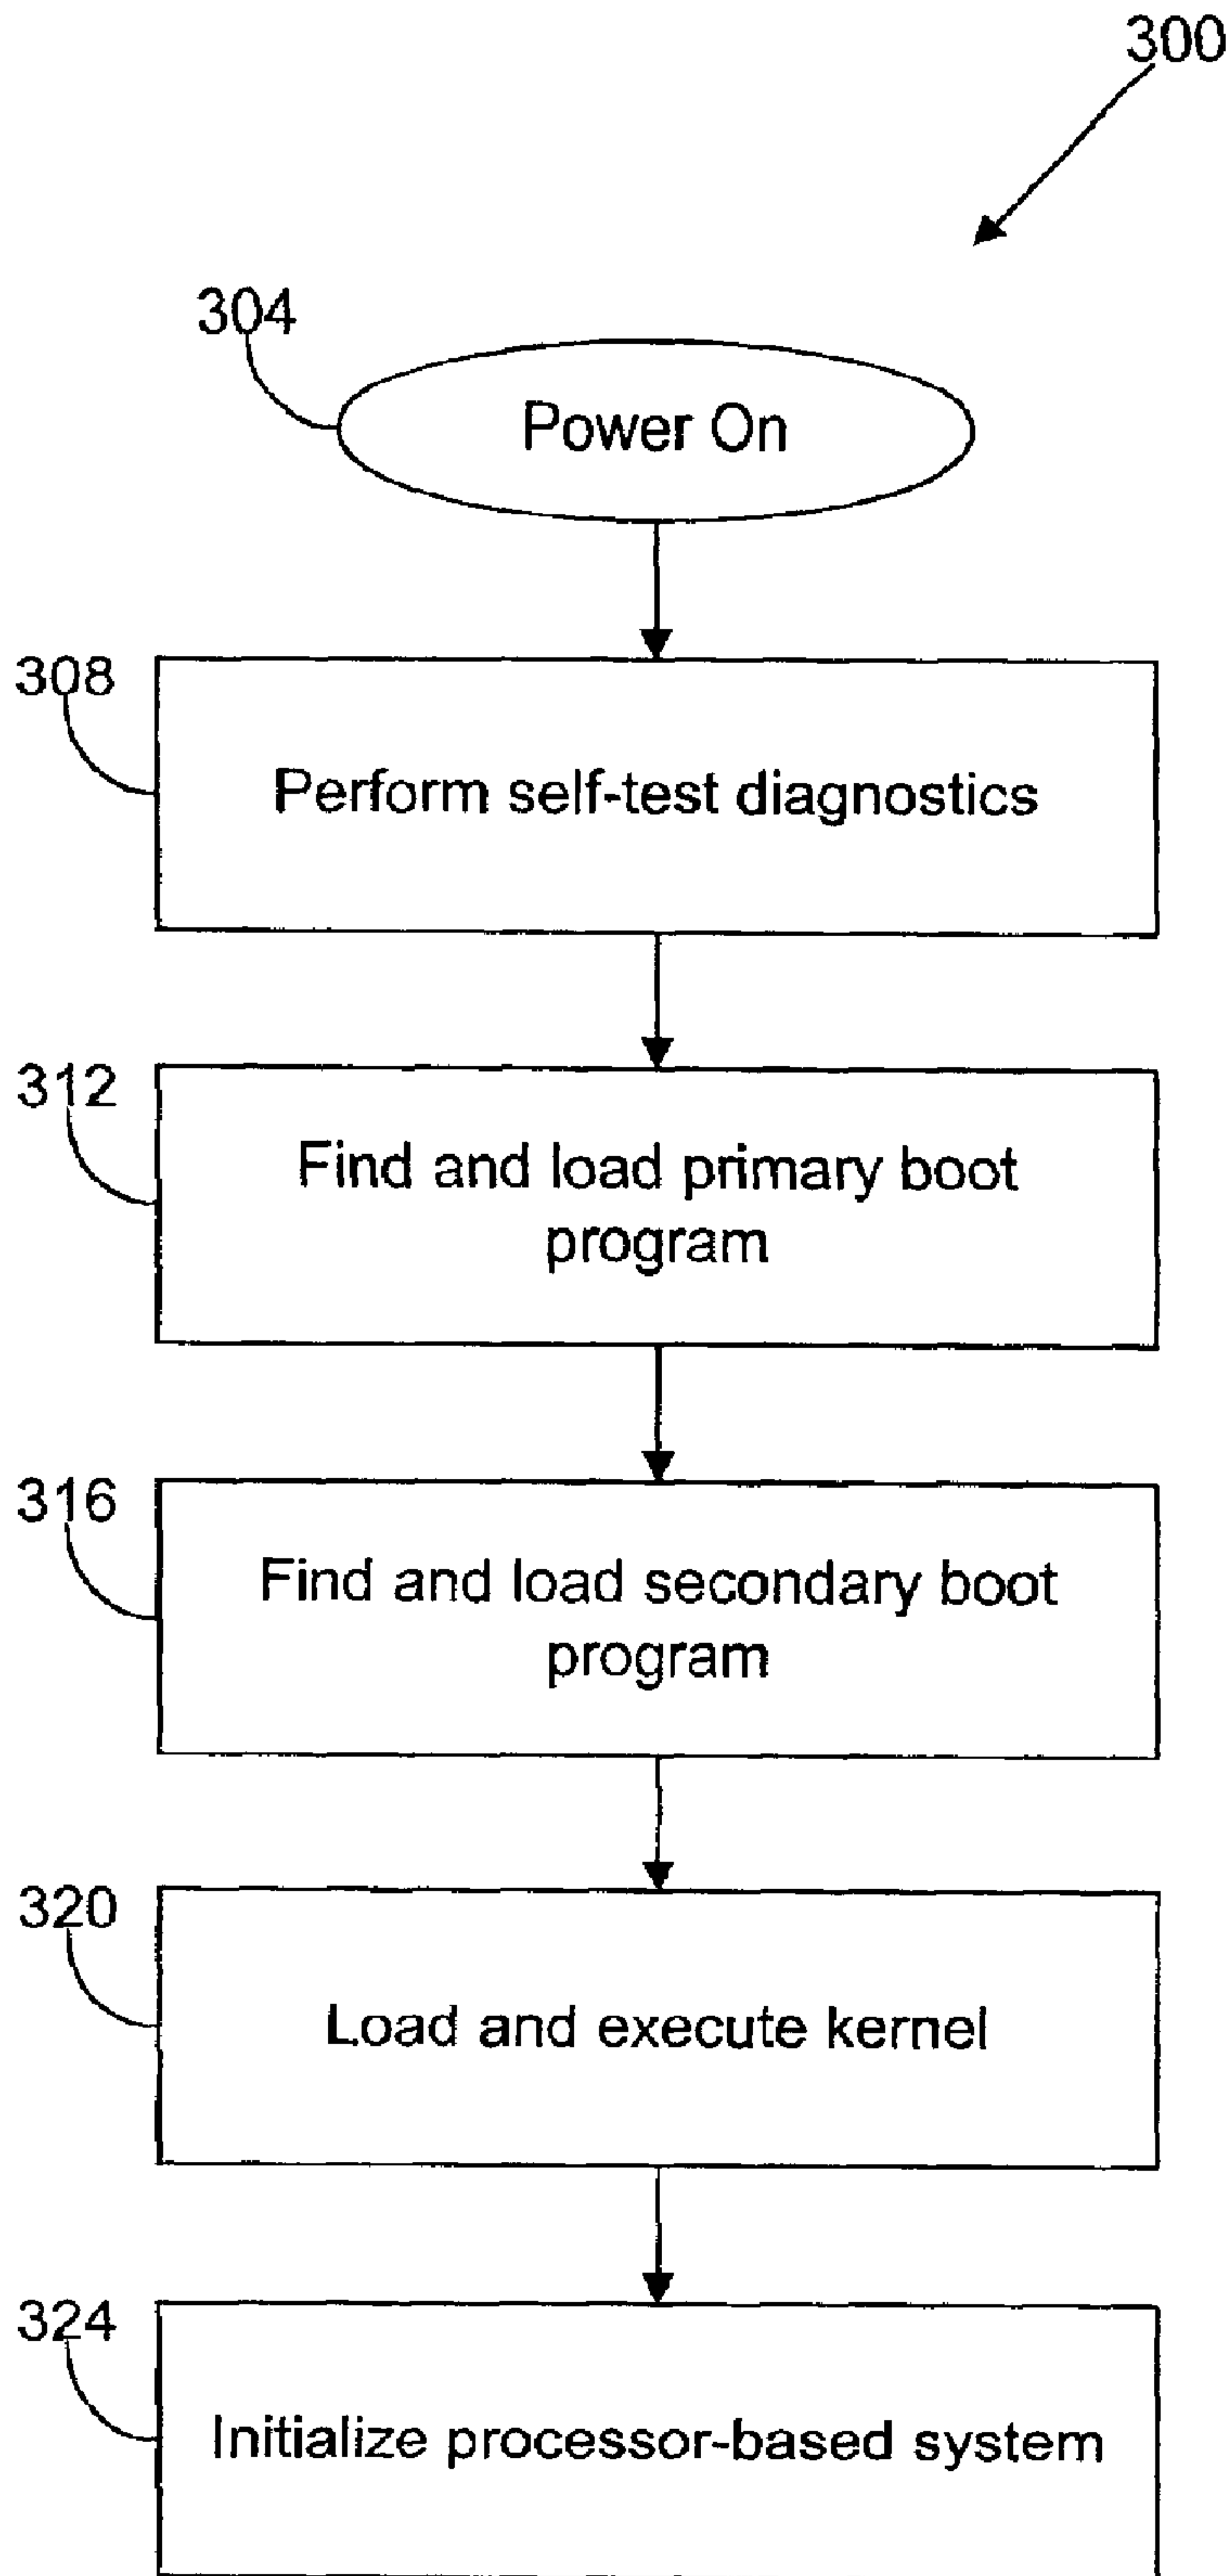 300
304
Power On
308
Perform self-test diagnostics
312
Find and load primary boot
program
316
Find and load secondary boot
program
320
Load and execute kernel
324
Initialize processor-based system